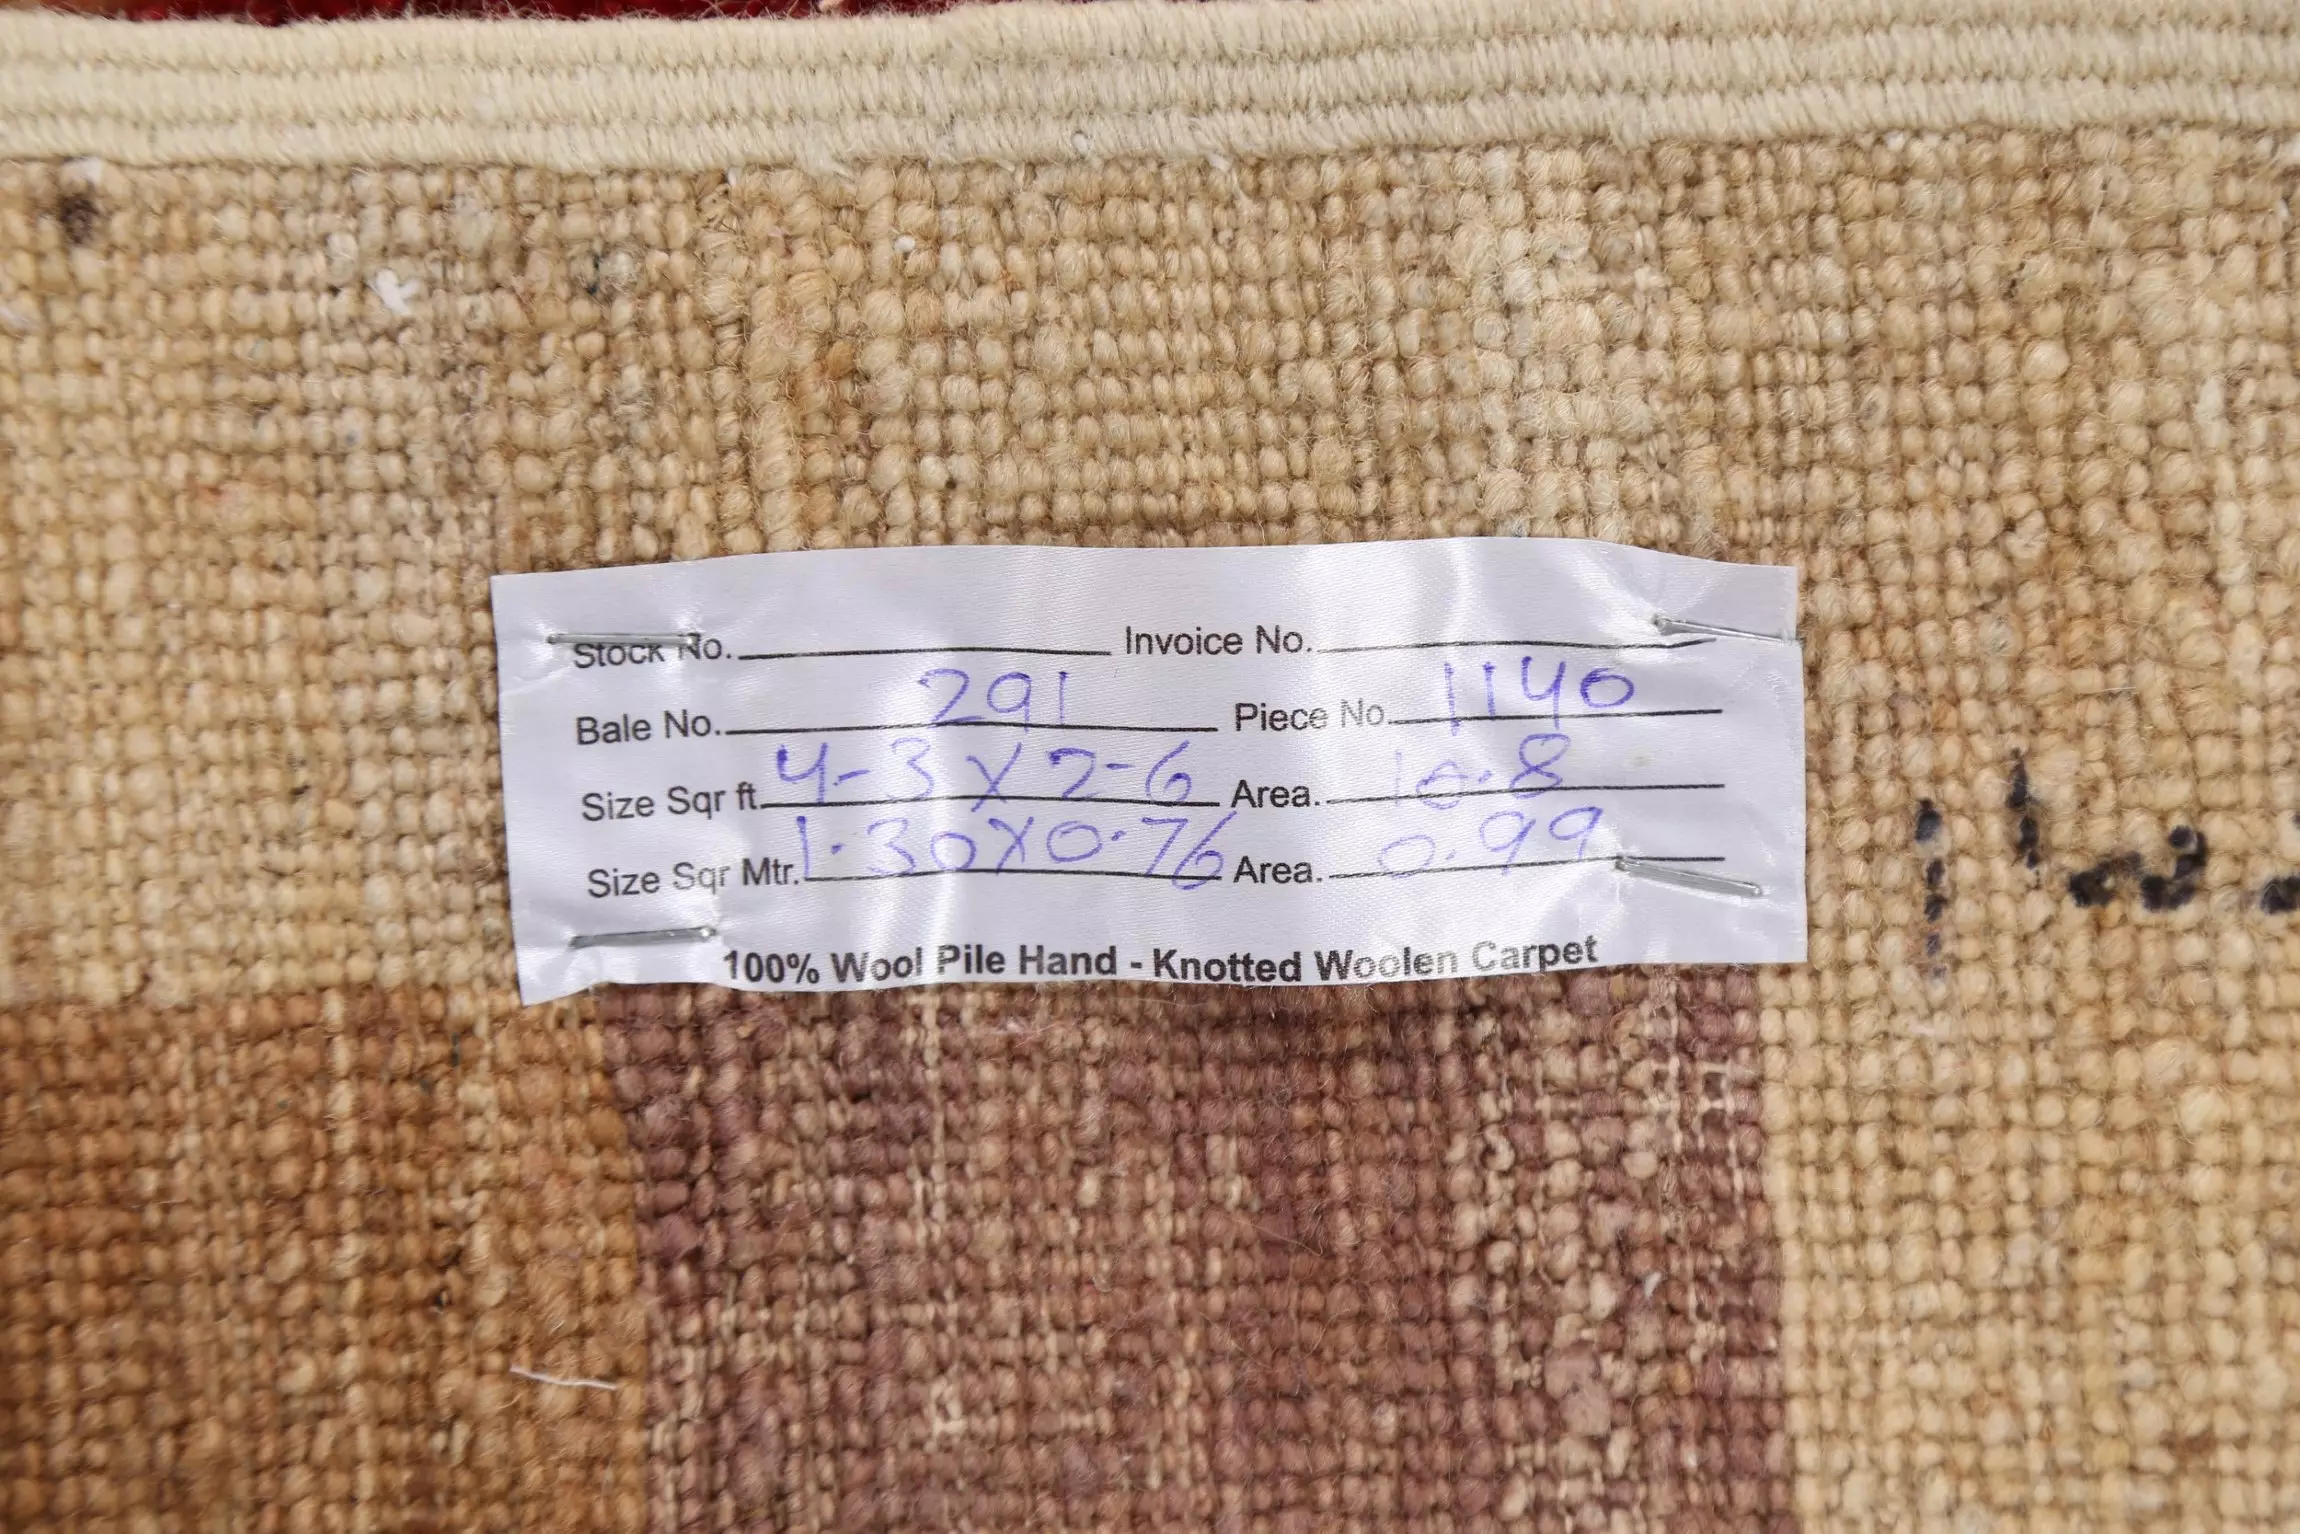 Stock No. Invoice No.
Bale No. 291 Piece No. 1140
Size Sqr ft. 4-3 X 2-6 Area. 10.8
Size Sqr Mtr. 1.30X0.76 Area. 0.99
100% Wool Pile Hand - Knotted Woolen Carpet